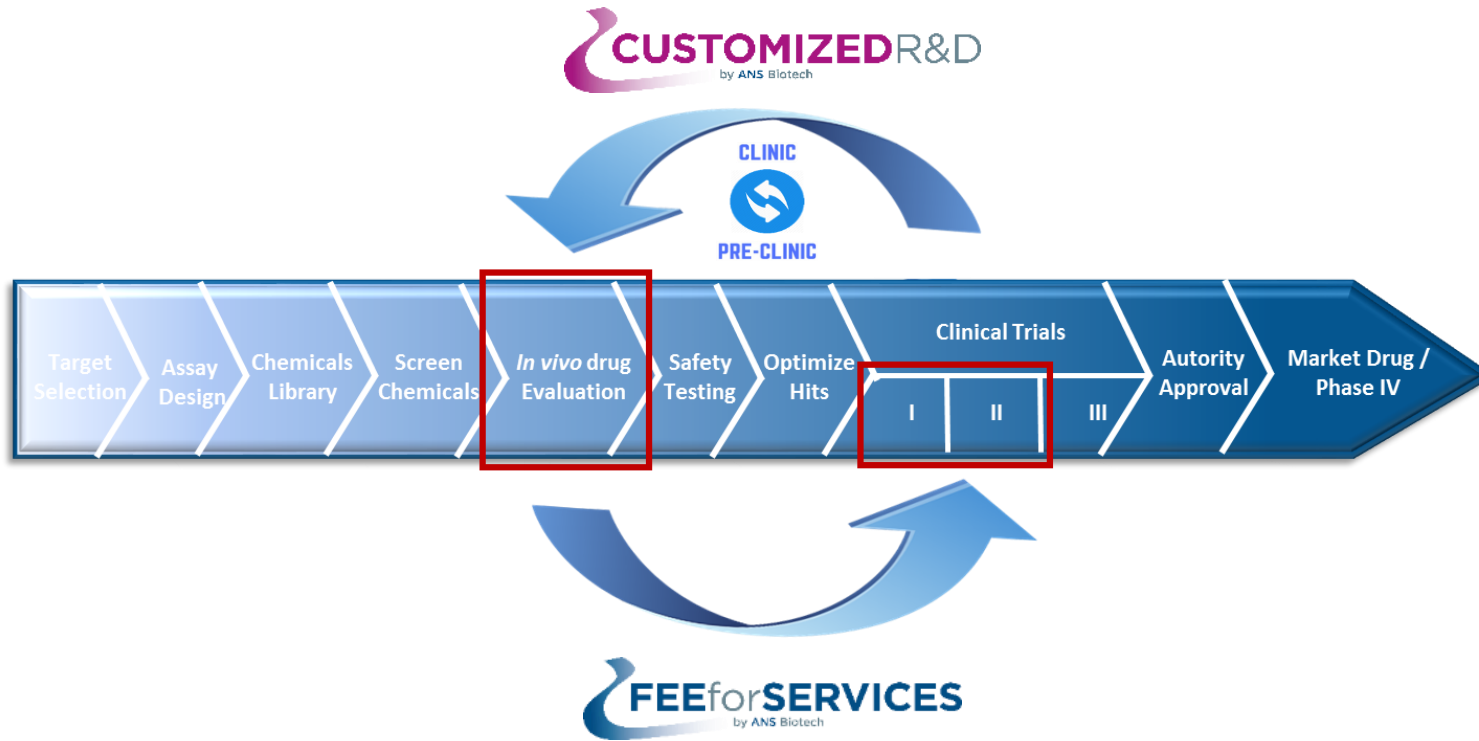 CUSTOMIZEDR&D
by ANS Biotech
CLINIC
PRE-CLINIC
Target
Selection
Assay
Design
Chemicals
Library
Screen
Chemicals
In vivo drug
Evaluation
Safety
Testing
Optimize
Hits
Clinical Trials
I
II
III
Autority
Approval
Market Drug /
Phase IV
FEEforSERVICES
by ANS Biotech